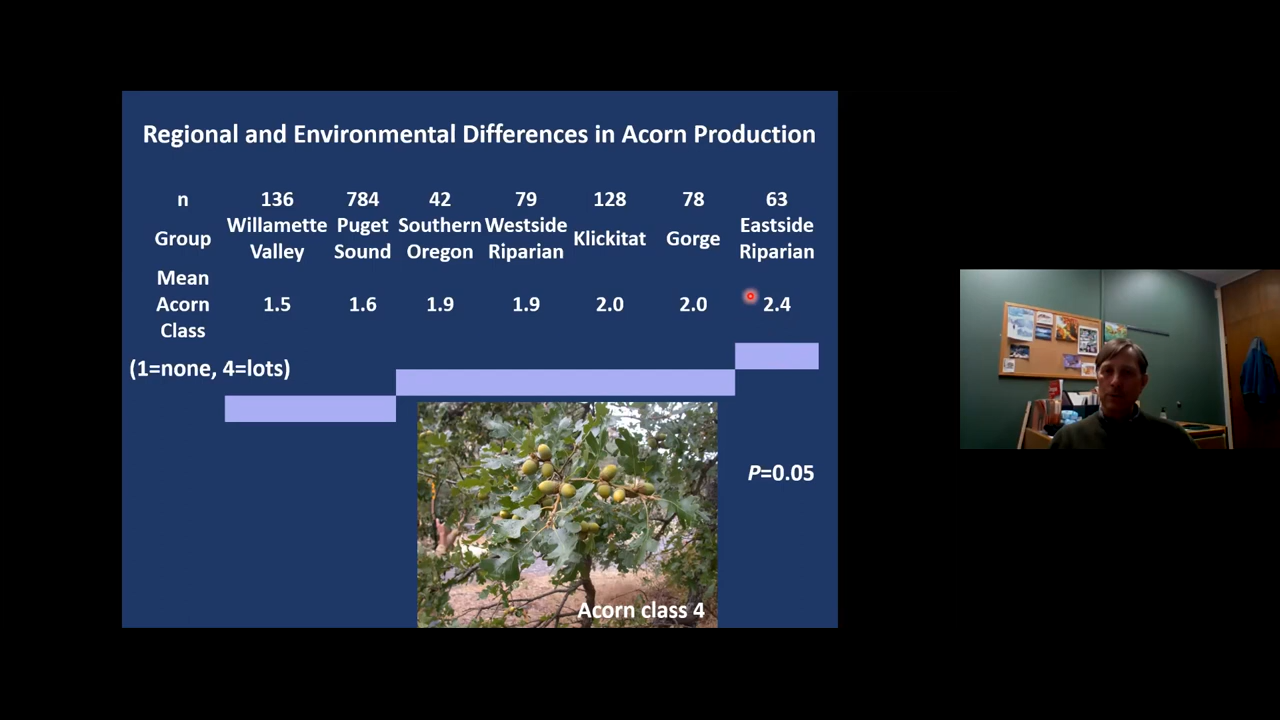 Regional and Environmental Differences in Acorn Production
n 136 784 42 79 128 78 63
Group Willamette Valley Puget Sound Southern Oregon Westside Riparian Klickitat Gorge Eastside Riparian
Mean Acorn Class 1.5 1.6 1.9 1.9 2.0 2.0 2.4
(1=none, 4=lots)
P=0.05
Acorn class 4